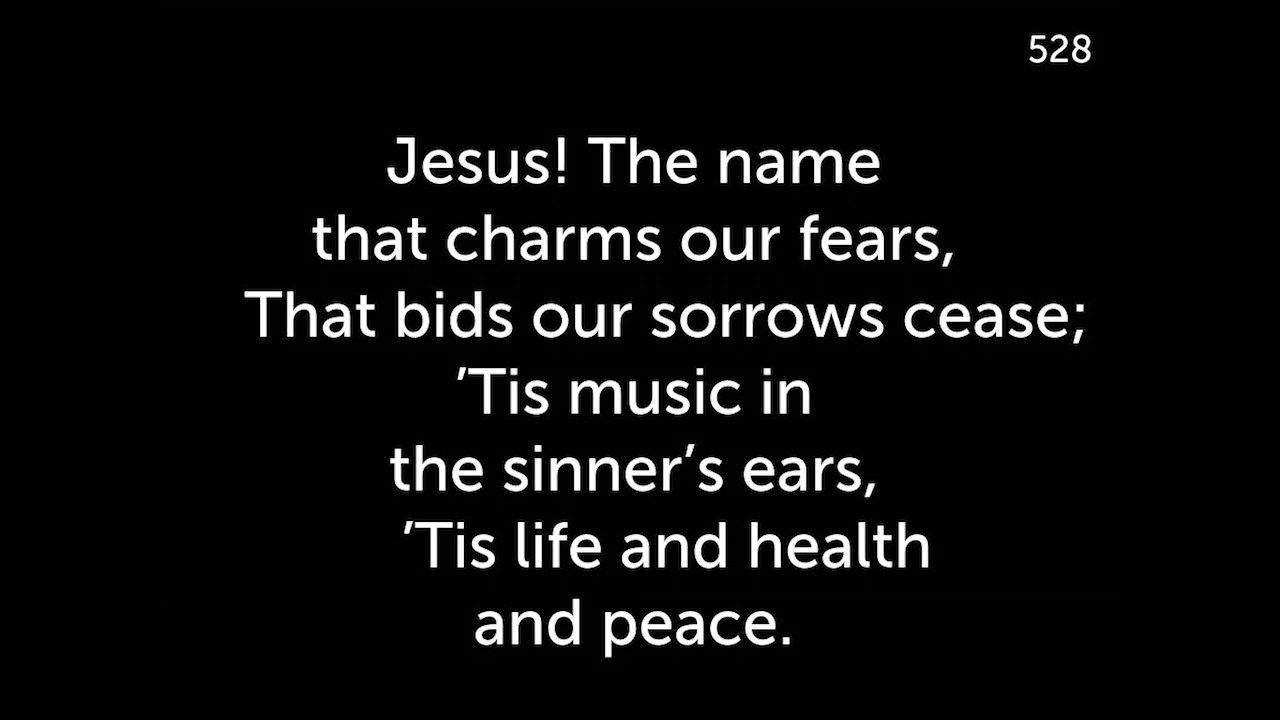 528
Jesus! The name
that charms our fears,
That bids our sorrows cease;
’Tis music in
the sinner’s ears,
’Tis life and health
and peace.